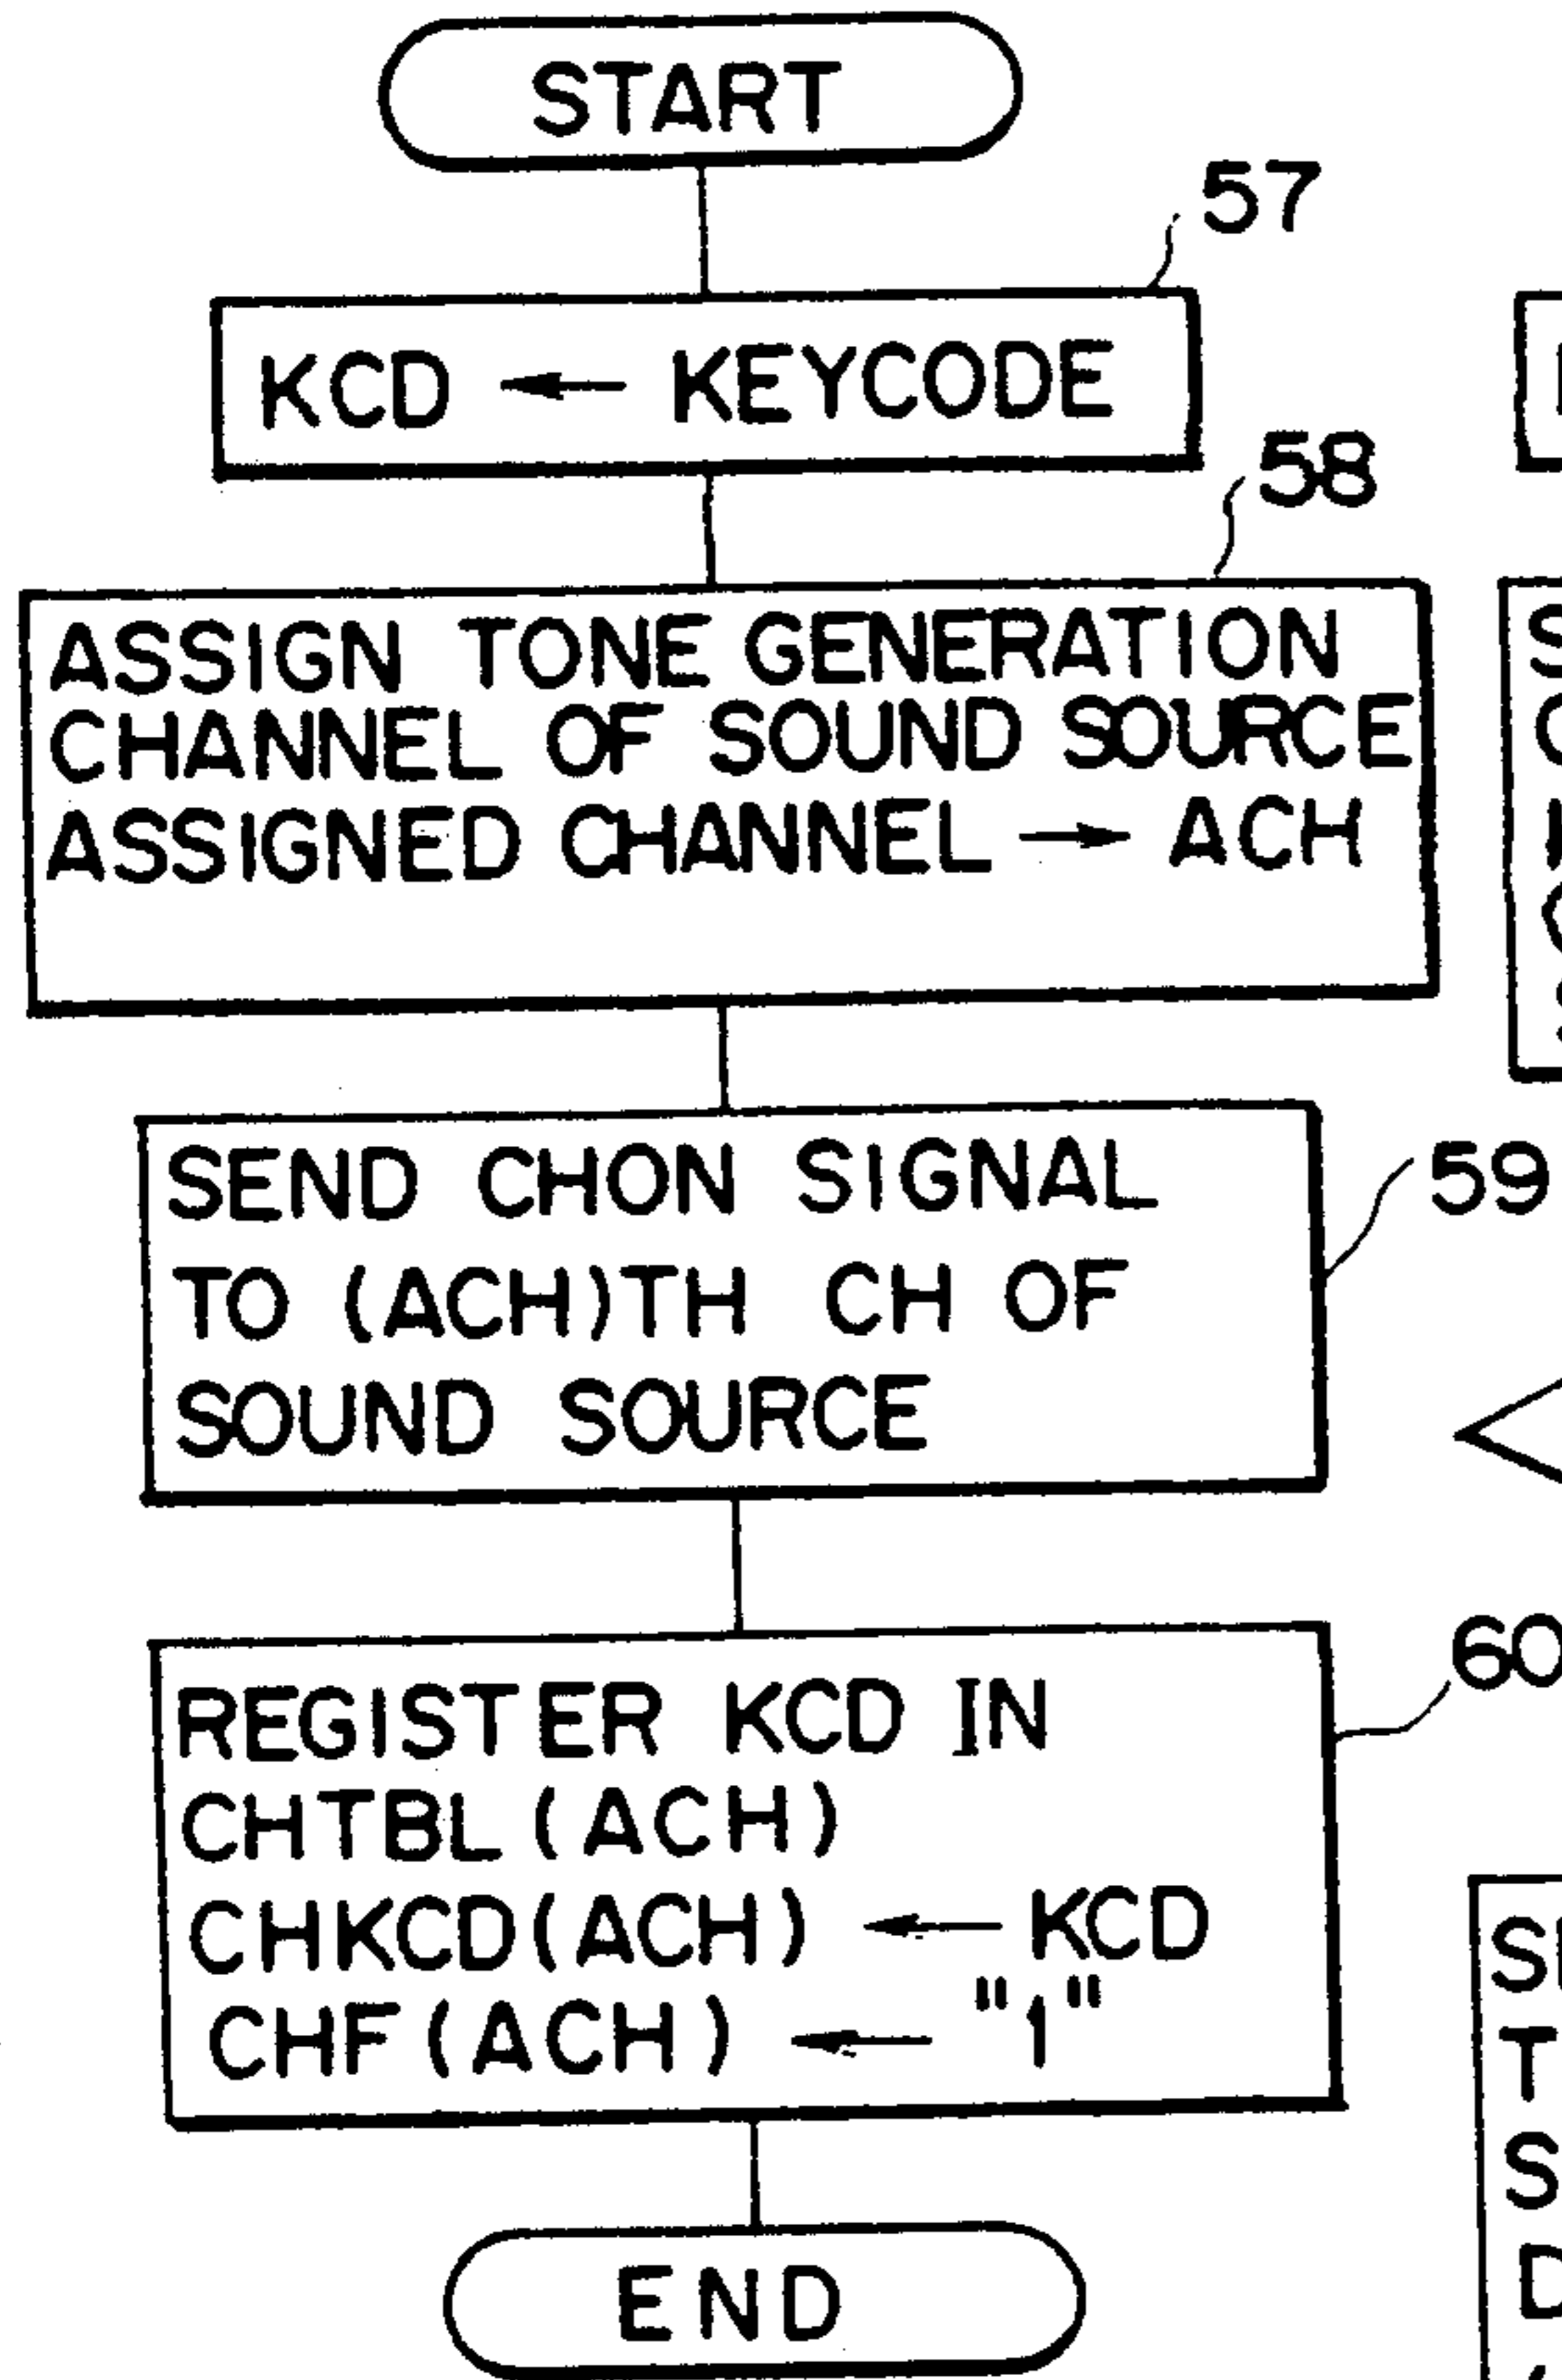 START
57
KCD ← KEYCODE
58
ASSIGN TONE GENERATION
CHANNEL OF SOUND SOURCE
ASSIGNED CHANNEL → ACH
59
SEND CHON SIGNAL
TO (ACH)TH CH OF
SOUND SOURCE
60
REGISTER KCD IN
CHTBL (ACH)
CHKCD(ACH) ← KCD
CHF (ACH) ← "1"
END